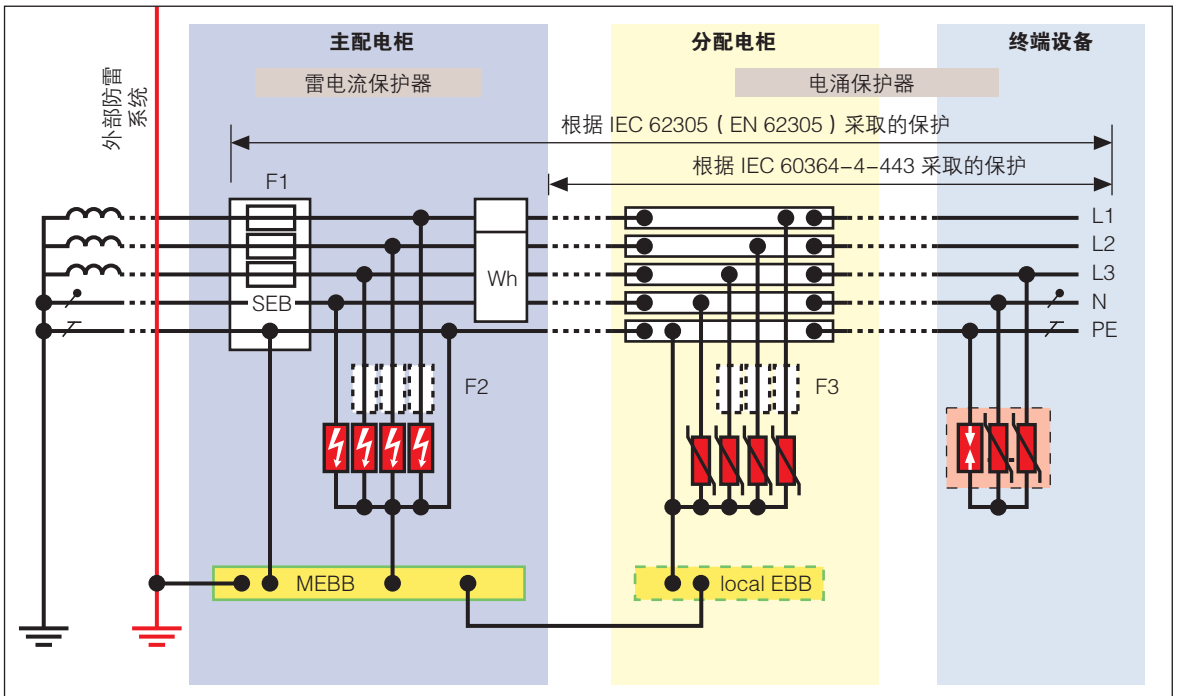 主配电柜
分配电柜
终端设备
外部防雷
系统
雷电流保护器
电涌保护器
根据 IEC 62305（EN 62305）采取的保护
根据 IEC 60364-4-443 采取的保护
F1
L1
L2
L3
N
PE
Wh
SEB
F2
F3
MEBB
local EBB